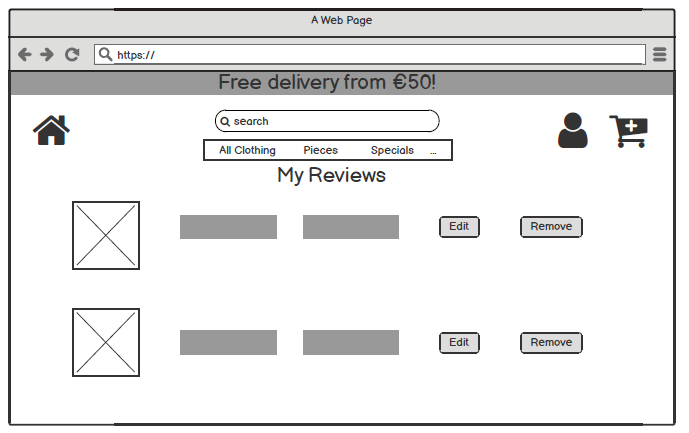 A Web Page
https://
Free delivery from €50!
search
All Clothing Pieces Specials ...
My Reviews
Edit Remove
Edit Remove